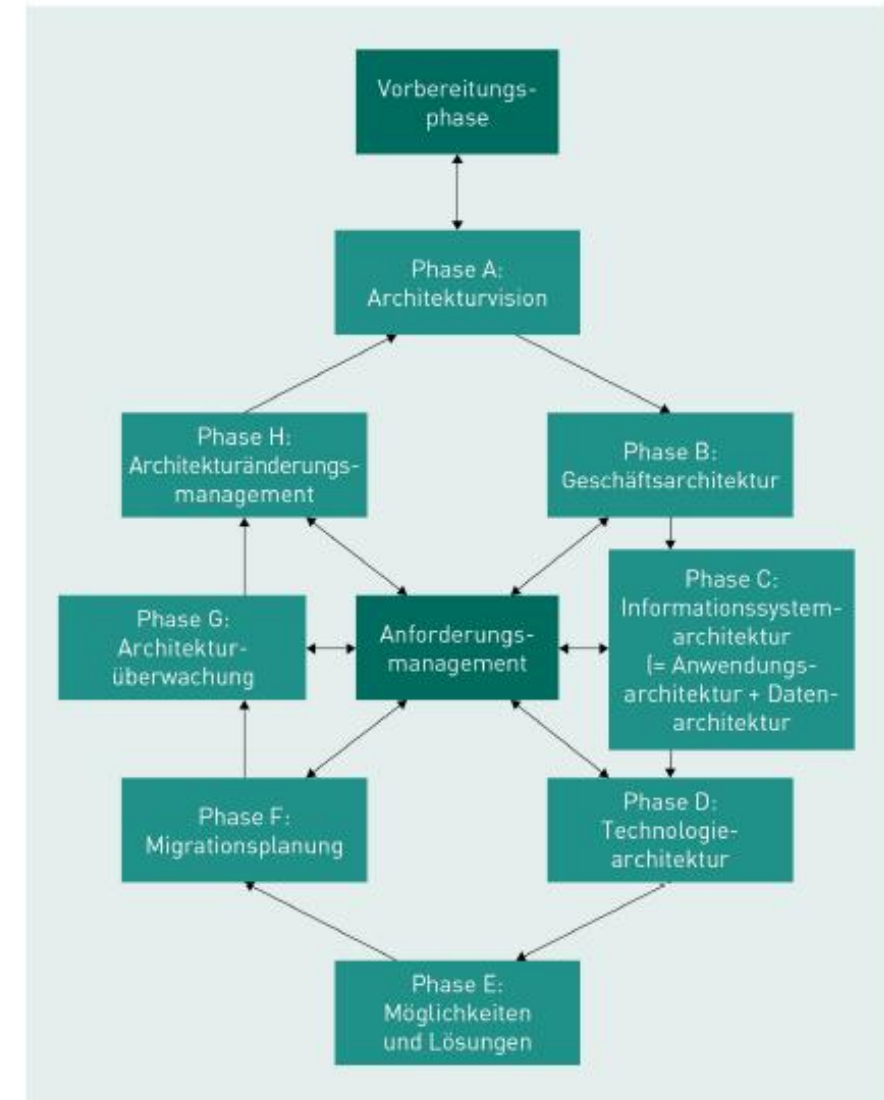 Vorbereitungs-
phase
Phase A:
Architekturvision
Phase H:
Architekturänderungs-
management
Phase B:
Geschäftsarchitektur
Phase G:
Architektur-
überwachung
Anforderungs-
management
Phase C:
Informationssystem-
architektur
(= Anwendungs-
architektur + Daten-
architektur
Phase F:
Migrationsplanung
Phase D:
Technologie-
architektur
Phase E:
Möglichkeiten
und Lösungen